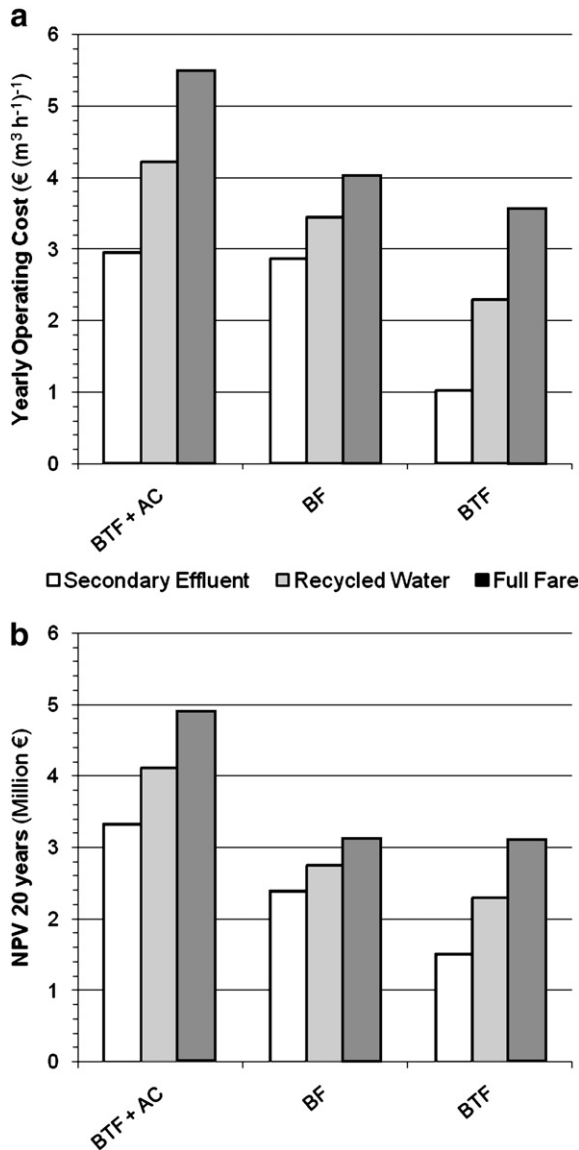 a
Yearly Operating Cost (€ (m³ h⁻¹)⁻¹)
6
5
4
3
2
1
0
BTF + AC
BF
BTF
Secondary Effluent Recycled Water Full Fare
b
NPV 20 years (Million €)
6
5
4
3
2
1
0
BTF + AC
BF
BTF